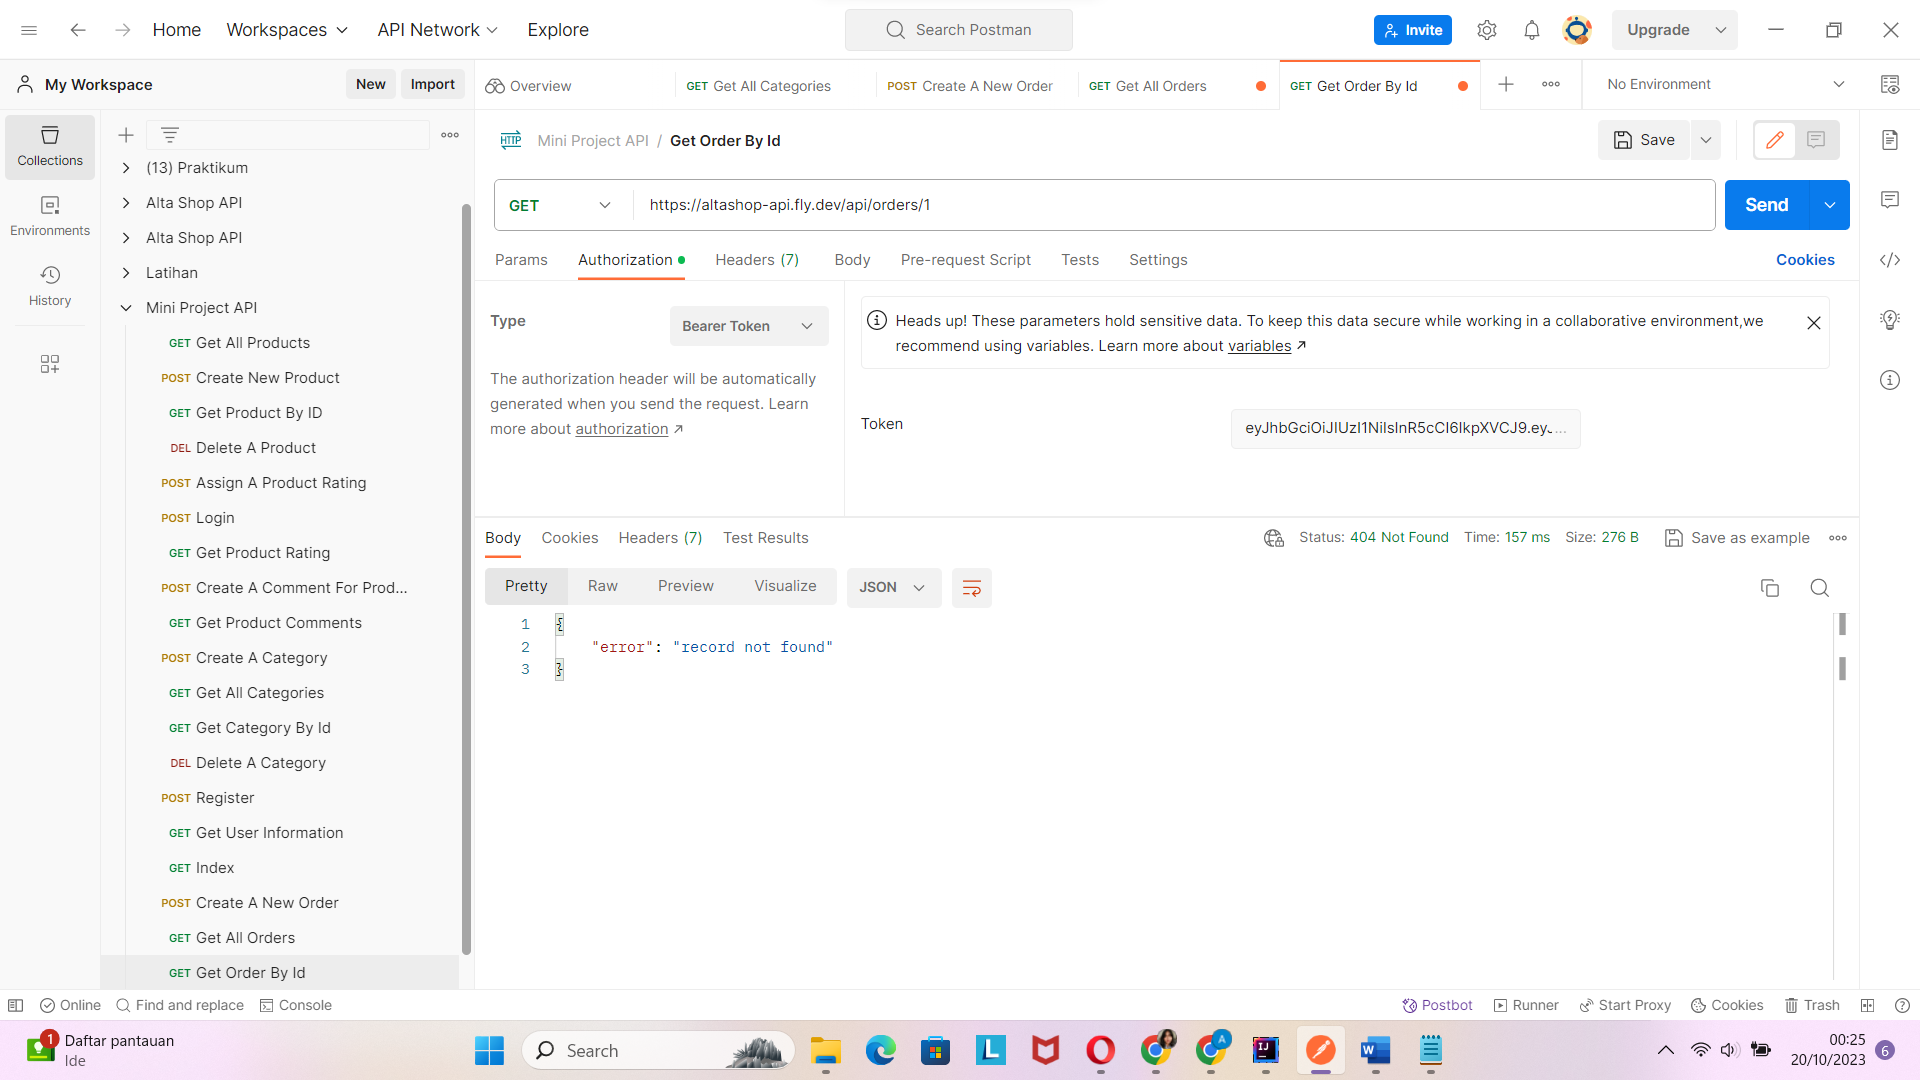 Home
Workspaces
API Network
Explore
Search Postman
Invite
Upgrade
My Workspace
New
Import
Overview
GET Get All Categories
POST Create A New Order
GET Get All Orders
GET Get Order By Id
No Environment
Collections
Environments
History
(13) Praktikum
Alta Shop API
Alta Shop API
Latihan
Mini Project API
GET Get All Products
POST Create New Product
GET Get Product By ID
DEL Delete A Product
POST Assign A Product Rating
POST Login
GET Get Product Rating
POST Create A Comment For Prod...
GET Get Product Comments
POST Create A Category
GET Get All Categories
GET Get Category By Id
DEL Delete A Category
POST Register
GET Get User Information
GET Index
POST Create A New Order
GET Get All Orders
GET Get Order By Id
HTTP Mini Project API / Get Order By Id
Save
GET https://altashop-api.fly.dev/api/orders/1
Send
Params Authorization Headers (7) Body Pre-request Script Tests Settings
Cookies
Type
Bearer Token
The authorization header will be automatically
generated when you send the request. Learn
more about authorization ↗
Heads up! These parameters hold sensitive data. To keep this data secure while working in a collaborative environment,we
recommend using variables. Learn more about variables ↗
Token
Body Cookies Headers (7) Test Results
Status: 404 Not Found Time: 157 ms Size: 276 B
Save as example
Pretty Raw Preview Visualize
JSON
1 {
2 "error": "record not found"
3 }
Online
Find and replace
Console
Postbot
Runner
Start Proxy
Cookies
Trash
1
Daftar pantauan
Ide
Search
L
A
IJ
W
00:25
20/10/2023
6